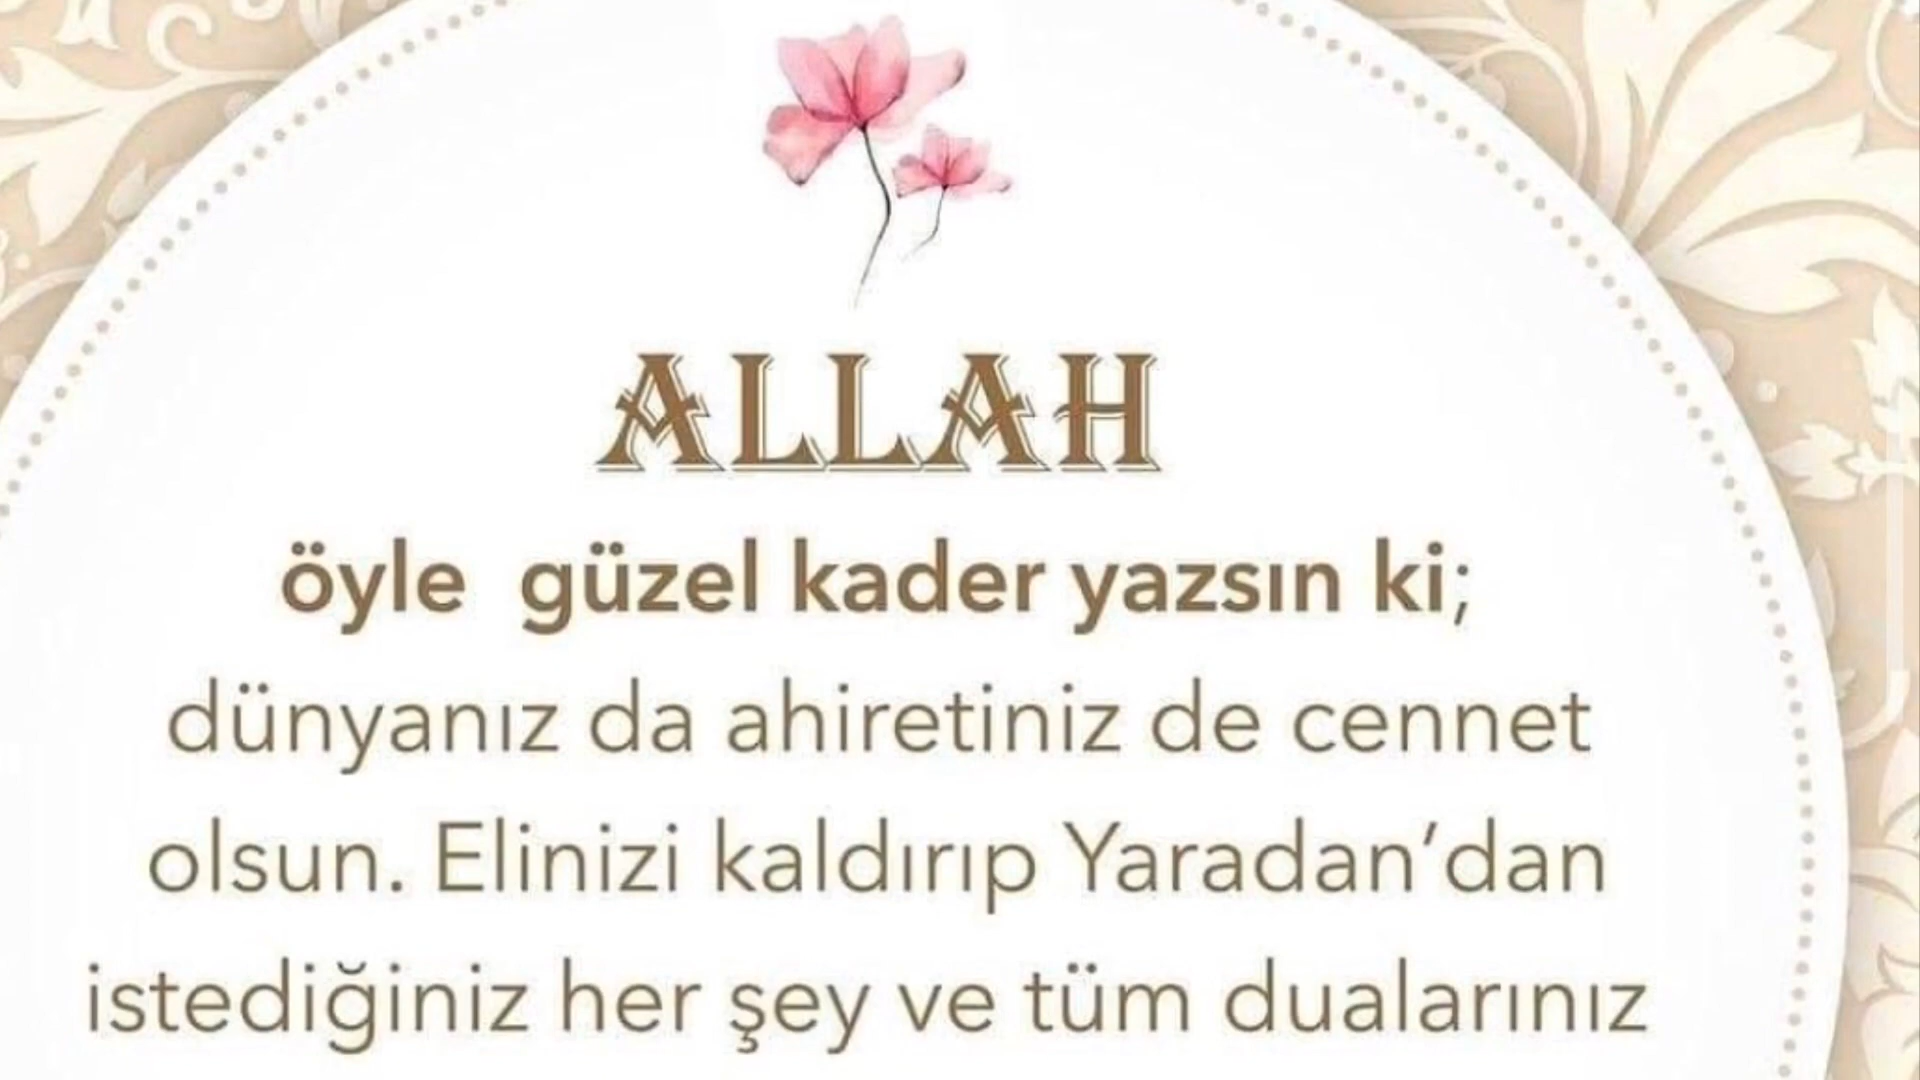 ALLAH
öyle güzel kader yazsın ki;
dünyanız da ahiretiniz de cennet
olsun. Elinizi kaldırıp Yaradan’dan
istediğiniz her şey ve tüm dualarınız